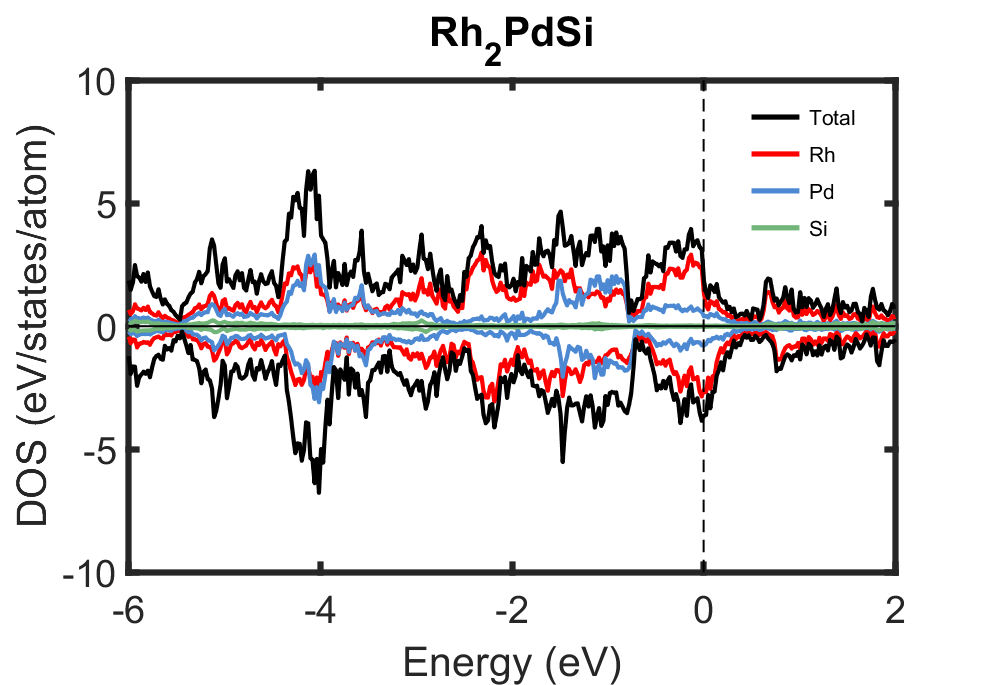 Rh₂PdSi
10
5
0
-5
-10
DOS (eV/states/atom)
Total
Rh
Pd
Si
-6 -4 -2 0 2
Energy (eV)